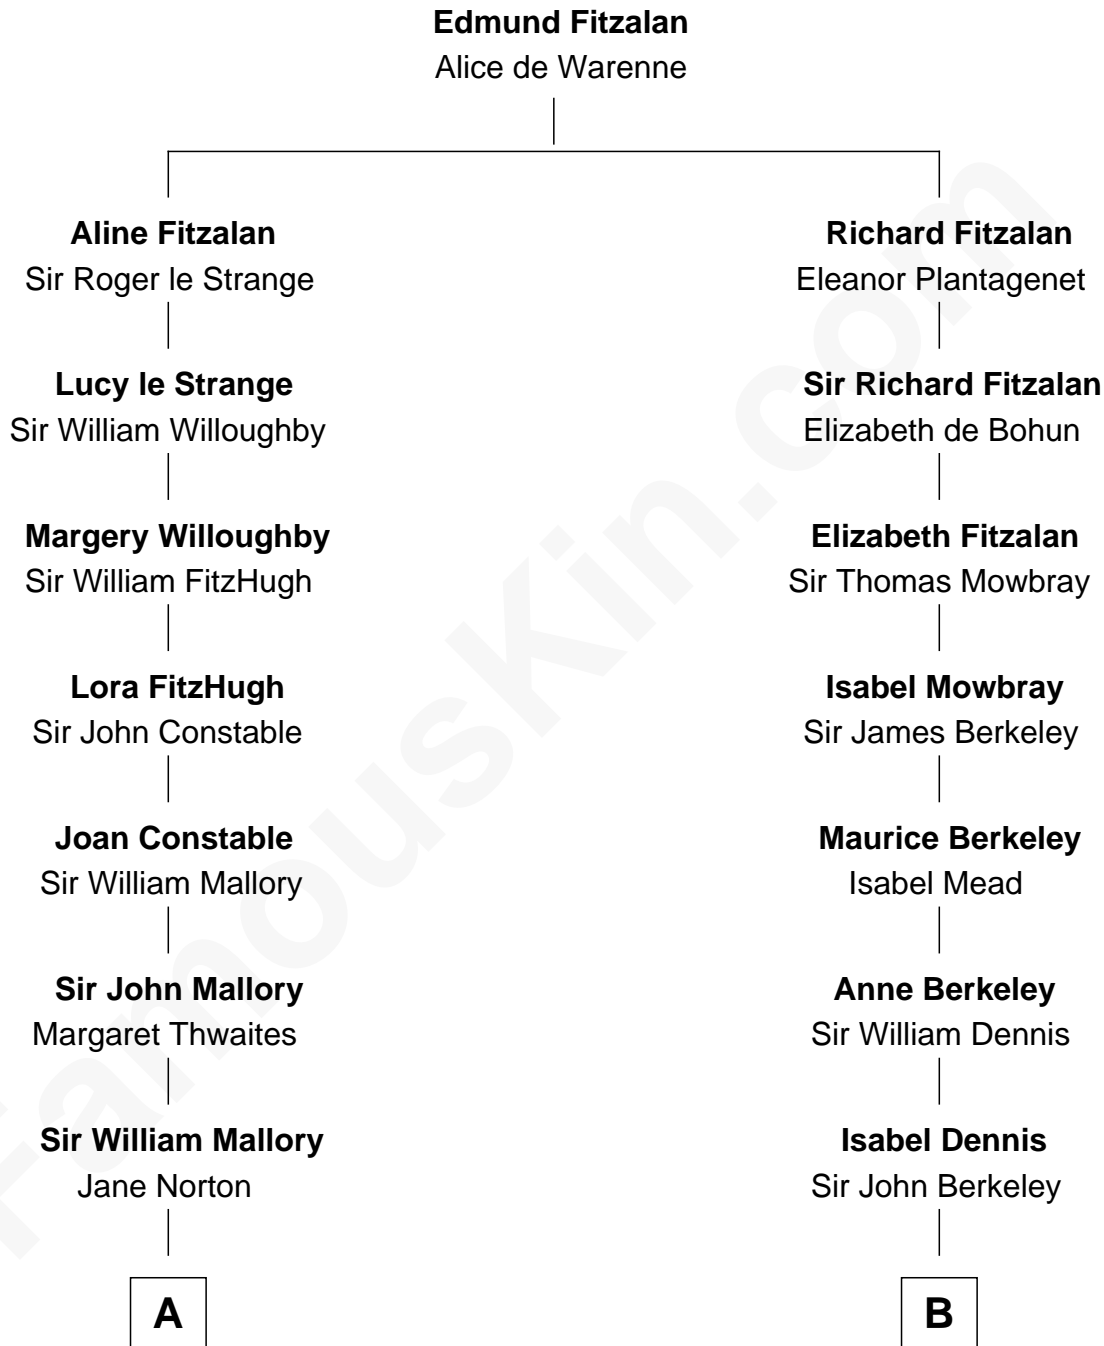 Edmund Fitzalan
Alice de Warenne
Aline Fitzalan
Sir Roger le Strange
Richard Fitzalan
Eleanor Plantagenet
Lucy le Strange
Sir William Willoughby
Sir Richard Fitzalan
Elizabeth de Bohun
Margery Willoughby
Sir William FitzHugh
Elizabeth Fitzalan
Sir Thomas Mowbray
Lora FitzHugh
Sir John Constable
Isabel Mowbray
Sir James Berkeley
Joan Constable
Sir William Mallory
Maurice Berkeley
Isabel Mead
Sir John Mallory
Margaret Thwaites
Anne Berkeley
Sir William Dennis
Sir William Mallory
Jane Norton
Isabel Dennis
Sir John Berkeley
A
B
FamousKin.com